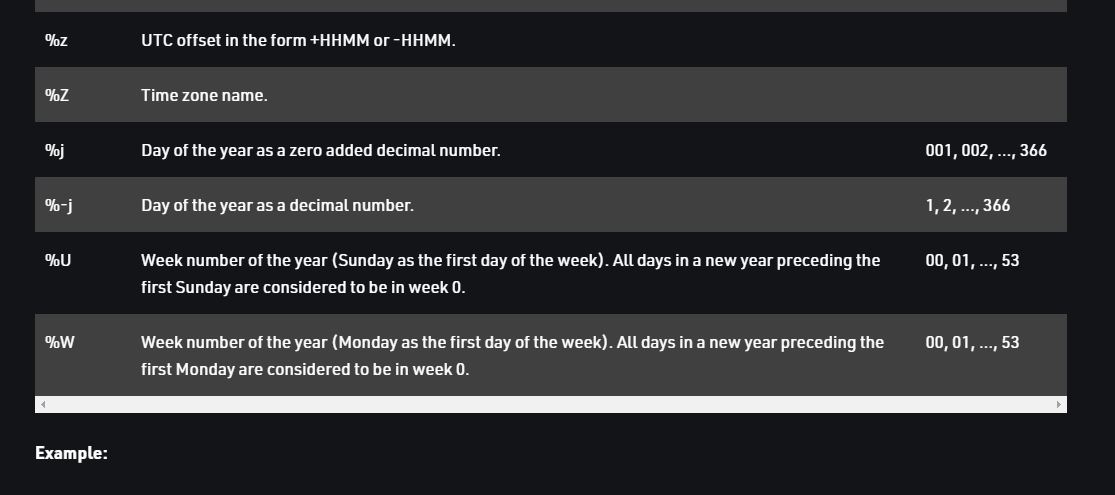 %z UTC offset in the form +HHMM or -HHMM.
%Z Time zone name.
%j Day of the year as a zero added decimal number. 001, 002, ..., 366
%-j Day of the year as a decimal number. 1, 2, ..., 366
%U Week number of the year (Sunday as the first day of the week). All days in a new year preceding the 00, 01, ..., 53
first Sunday are considered to be in week 0.
%W Week number of the year (Monday as the first day of the week). All days in a new year preceding the 00, 01, ..., 53
first Monday are considered to be in week 0.
Example: